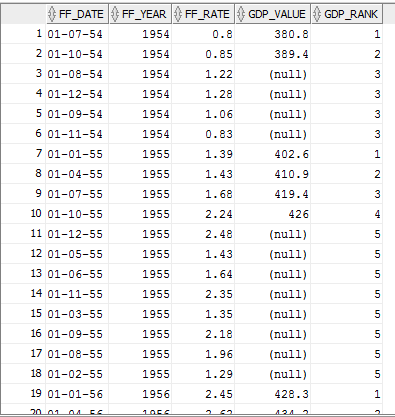 FF_DATE FF_YEAR FF_RATE GDP_VALUE GDP_RANK
1 01-07-54 1954 0.8 380.8 1
2 01-10-54 1954 0.85 389.4 2
3 01-08-54 1954 1.22 (null) 3
4 01-12-54 1954 1.28 (null) 3
5 01-09-54 1954 1.06 (null) 3
6 01-11-54 1954 0.83 (null) 3
7 01-01-55 1955 1.39 402.6 1
8 01-04-55 1955 1.43 410.9 2
9 01-07-55 1955 1.68 419.4 3
10 01-10-55 1955 2.24 426 4
11 01-12-55 1955 2.48 (null) 5
12 01-05-55 1955 1.43 (null) 5
13 01-06-55 1955 1.64 (null) 5
14 01-11-55 1955 2.35 (null) 5
15 01-03-55 1955 1.35 (null) 5
16 01-09-55 1955 2.18 (null) 5
17 01-08-55 1955 1.96 (null) 5
18 01-02-55 1955 1.29 (null) 5
19 01-01-56 1956 2.45 428.3 1
20 01-04-56 1956 2.62 434.2 2